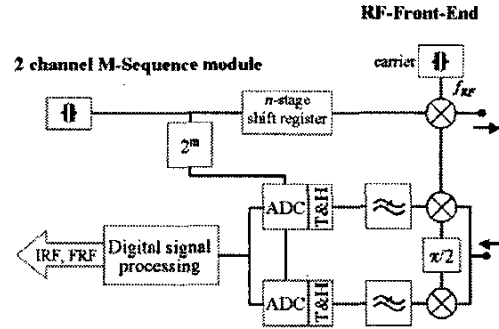 RF-Front-End
2 channel M-Sequence module
carrier
f_RF
n-stage
shift register
2^m
ADC
T&H
π/2
Digital signal
processing
IRF, FRF
ADC
T&H